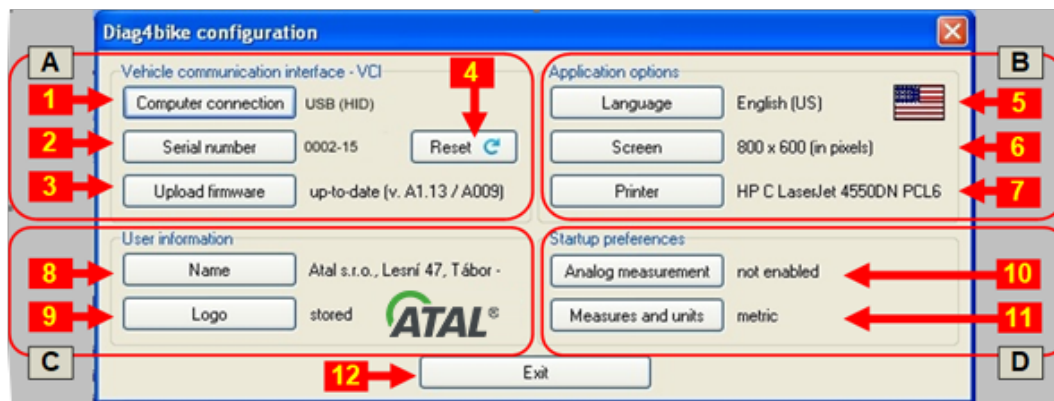 Diag4bike configuration
A
B
Vehicle communication interface - VCI
4
Application options
1
Computer connection
USB (HID)
Language
English (US)
5
2
Serial number
0002-15
Reset
Screen
800 x 600 (in pixels)
6
3
Upload firmware
up-to-date (v. A1.13 / A009)
Printer
HP C LaserJet 4550DN PCL6
7
User information
Startup preferences
8
Name
Atal s.r.o., Lesní 47, Tábor -
Analog measurement
not enabled
10
9
Logo
stored
ATAL®
Measures and units
metric
11
C
D
12
Exit